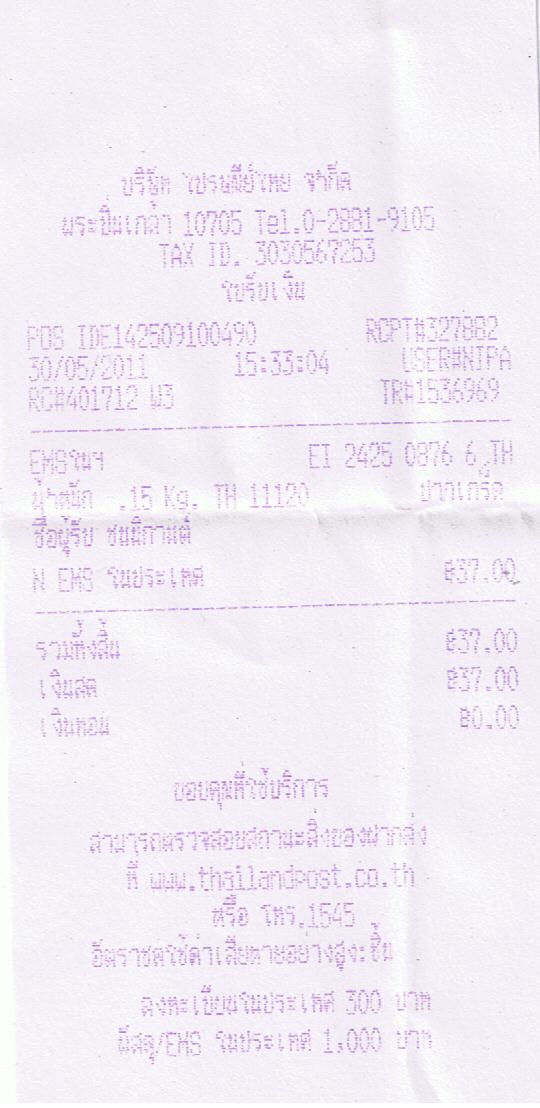 บริษัท ไปรษณีย์ไทย จำกัด
พระปิ่นเกล้า 10705 Tel.0-2881-9105
TAX ID. 3030567253
ใบรับเงิน
POS IDE142509100490 RCPT#327882
30/05/2011 15:33:04 USER#NIPA
RC#401712 W3 TR#1536969
EMSในฯ EI 2425 0876 6 TH
น้ำหนัก .15 Kg. TH 11120 ปากเกร็ด
ชื่อผู้รับ ชมนิกานต์
N EMS ในประเทศ ฿37.00
รวมทั้งสิ้น ฿37.00
เงินสด ฿37.00
เงินทอน ฿0.00
ขอบคุณที่ใช้บริการ
สามารถตรวจสอบสถานะสิ่งของฝากส่ง
ที่ www.thailandpost.co.th
หรือ โทร.1545
อัตราชดใช้ค่าเสียหายอย่างสูง:ชิ้น
ลงทะเบียนในประเทศ 300 บาท
พัสดุ/EMS ในประเทศ 1,000 บาท